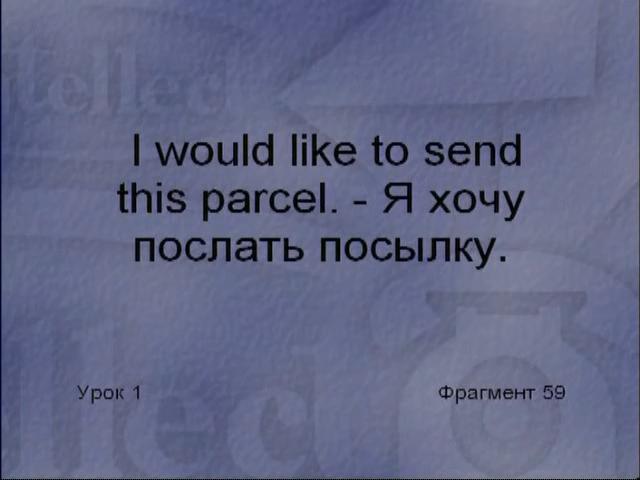 I would like to send
this parcel. - Я хочу
послать посылку.
Урок 1
Фрагмент 59